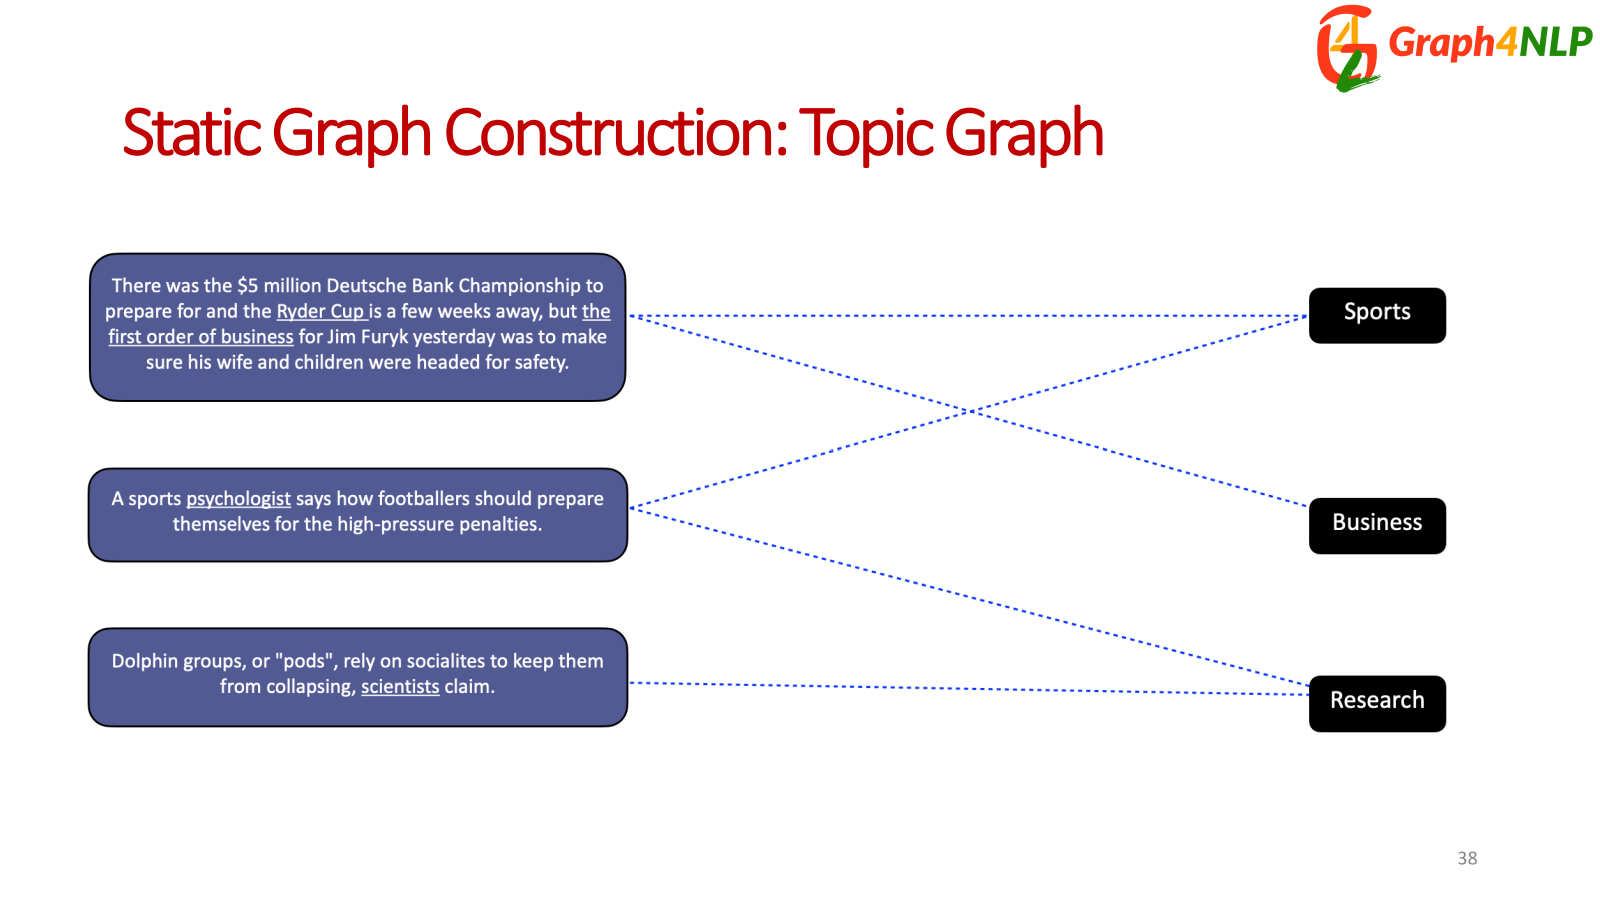 Graph4NLP
Static Graph Construction: Topic Graph
There was the $5 million Deutsche Bank Championship to
prepare for and the Ryder Cup is a few weeks away, but the
first order of business for Jim Furyk yesterday was to make
sure his wife and children were headed for safety.
Sports
A sports psychologist says how footballers should prepare
themselves for the high-pressure penalties.
Business
Dolphin groups, or "pods", rely on socialites to keep them
from collapsing, scientists claim.
Research
38